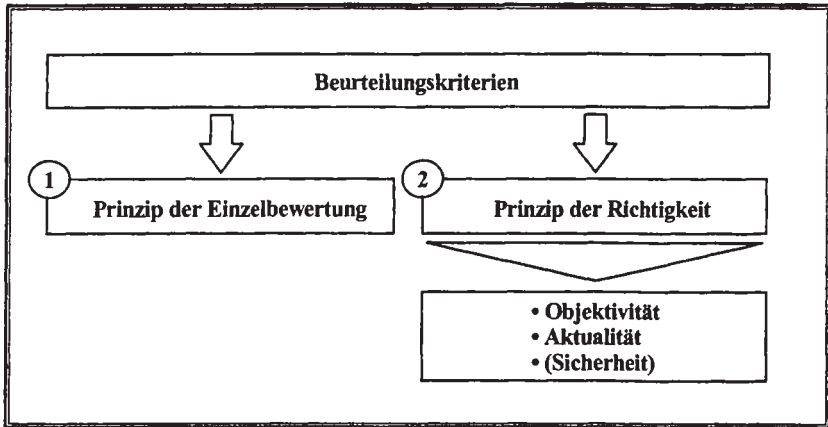 Beurteilungskriterien
1
Prinzip der Einzelbewertung
2
Prinzip der Richtigkeit
• Objektivität
• Aktualität
• (Sicherheit)